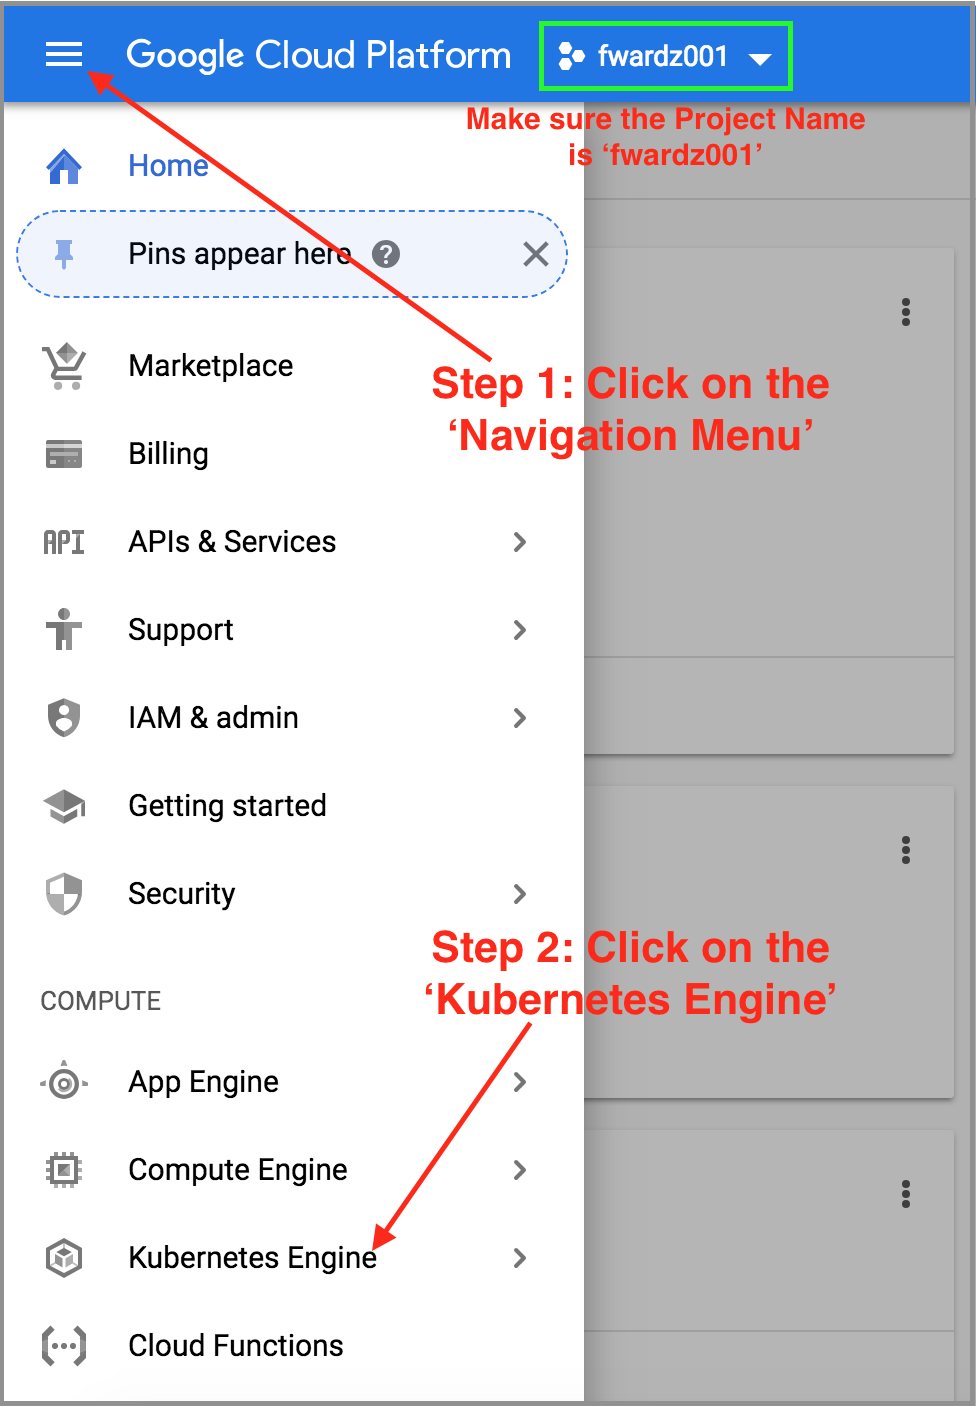 Google Cloud Platform
fwardz001
Make sure the Project Name
is ‘fwardz001’
Home
Pins appear here
?
Marketplace
Step 1: Click on the
‘Navigation Menu’
Billing
API
APIs & Services
Support
IAM & admin
Getting started
Security
Step 2: Click on the
‘Kubernetes Engine’
COMPUTE
App Engine
Compute Engine
Kubernetes Engine
Cloud Functions